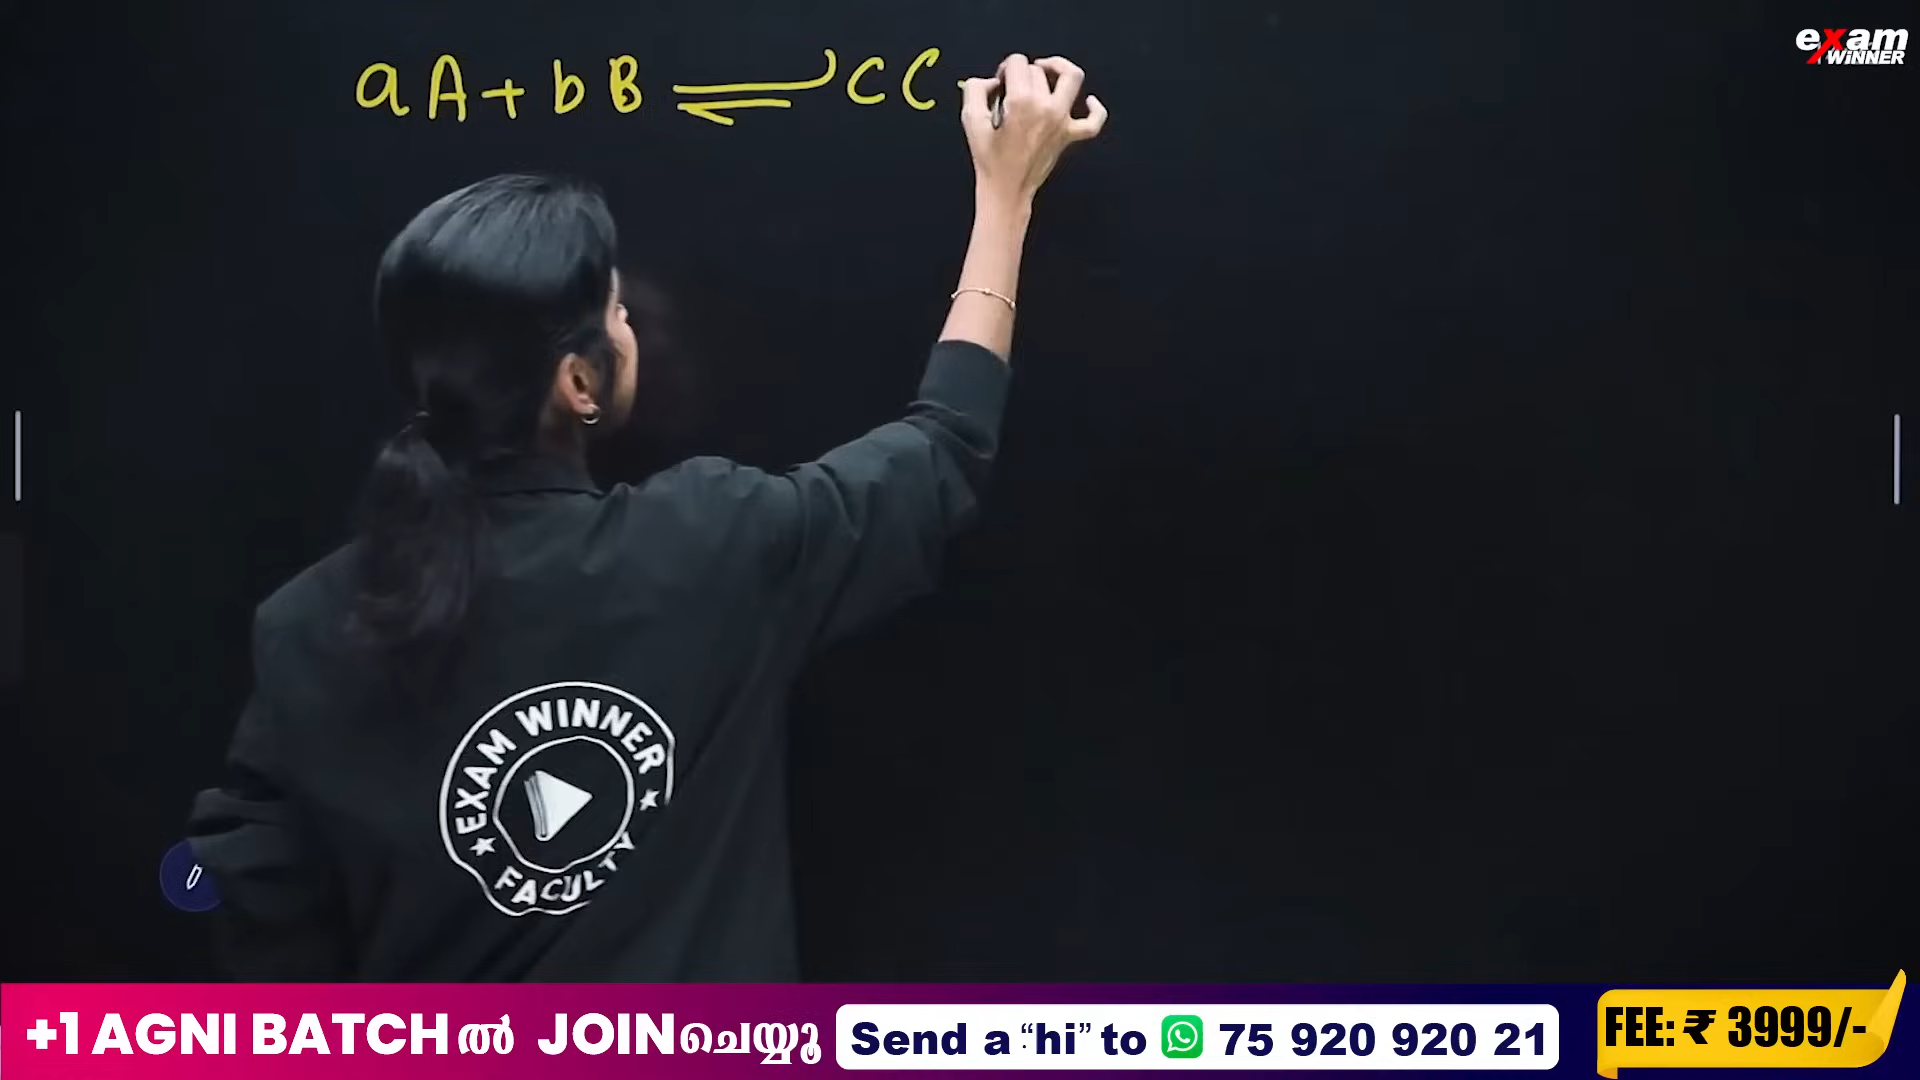 aA + bB ⇌ cC
exam
WINNER
EXAM WINNER
★ ★
FACULTY
+1 AGNI BATCH ൽ JOIN ചെയ്യൂ
Send a “hi” to 75 920 920 21
FEE: ₹ 3999/-